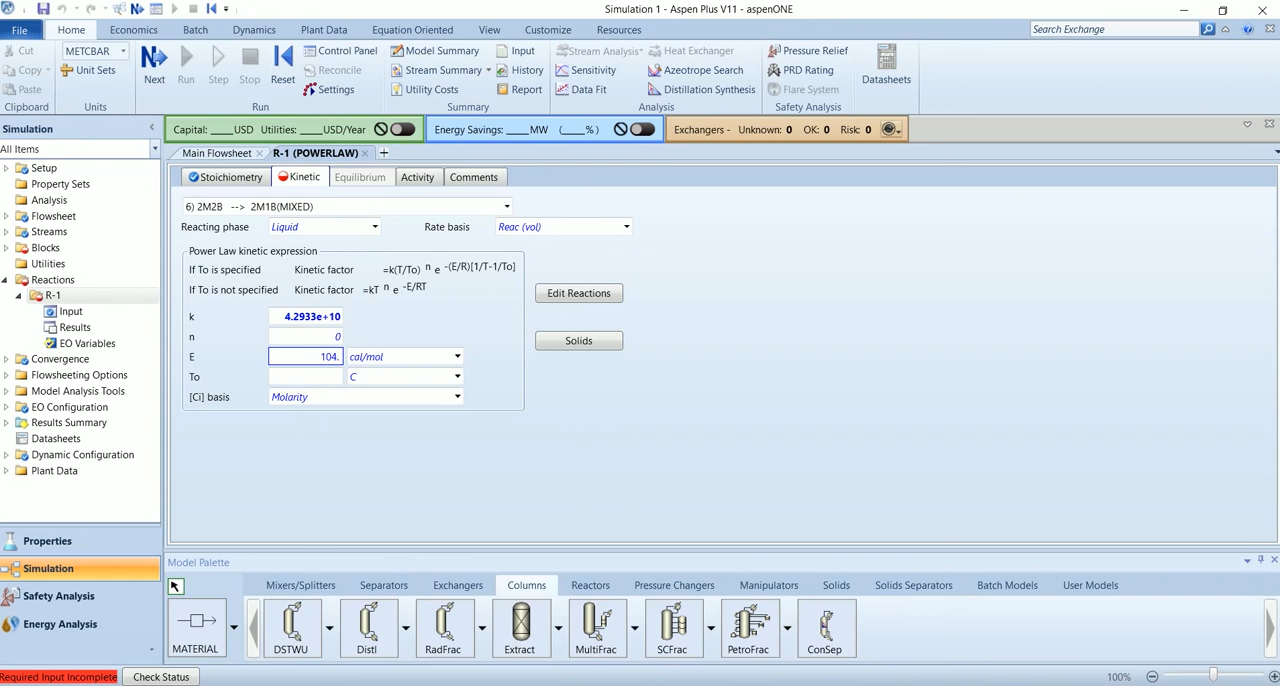 Simulation 1 - Aspen Plus V11 - aspenONE
File Home Economics Batch Dynamics Plant Data Equation Oriented View Customize Resources Search Exchange
Cut METCBAR Control Panel Model Summary Input Stream Analysis Heat Exchanger Pressure Relief
Copy Unit Sets Next Run Step Stop Reset Reconcile Stream Summary History Sensitivity Azeotrope Search PRD Rating Datasheets
Paste Settings Utility Costs Report Data Fit Distillation Synthesis Flare System
Clipboard Units Run Summary Analysis Safety Analysis
Simulation
Capital: ____USD Utilities: ____USD/Year Energy Savings: ____MW (____%) Exchangers - Unknown: 0 OK: 0 Risk: 0
All Items
Main Flowsheet R-1 (POWERLAW) +
Setup
Property Sets
Analysis
Flowsheet
Streams
Blocks
Utilities
Reactions
R-1
Input
Results
EO Variables
Convergence
Flowsheeting Options
Model Analysis Tools
EO Configuration
Results Summary
Datasheets
Dynamic Configuration
Plant Data
Properties
Simulation
Safety Analysis
Energy Analysis
Stoichiometry Kinetic Equilibrium Activity Comments
6) 2M2B --> 2M1B(MIXED)
Reacting phase Liquid Rate basis Reac (vol)
Power Law kinetic expression
If To is specified Kinetic factor =k(T/To) n e -(E/R)[1/T-1/To]
If To is not specified Kinetic factor =kT n e -E/RT
k 4.2933e+10
n 0
E 104. cal/mol
To C
[Ci] basis Molarity
Edit Reactions
Solids
Model Palette
Mixers/Splitters Separators Exchangers Columns Reactors Pressure Changers Manipulators Solids Solids Separators Batch Models User Models
MATERIAL DSTWU Distl RadFrac Extract MultiFrac SCFrac PetroFrac ConSep
Required Input Incomplete Check Status 100%